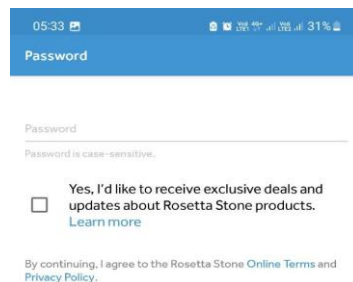 05:33 31%
Password
Password
Password is case-sensitive.
Yes, I'd like to receive exclusive deals and
updates about Rosetta Stone products.
Learn more
By continuing, I agree to the Rosetta Stone Online Terms and
Privacy Policy.